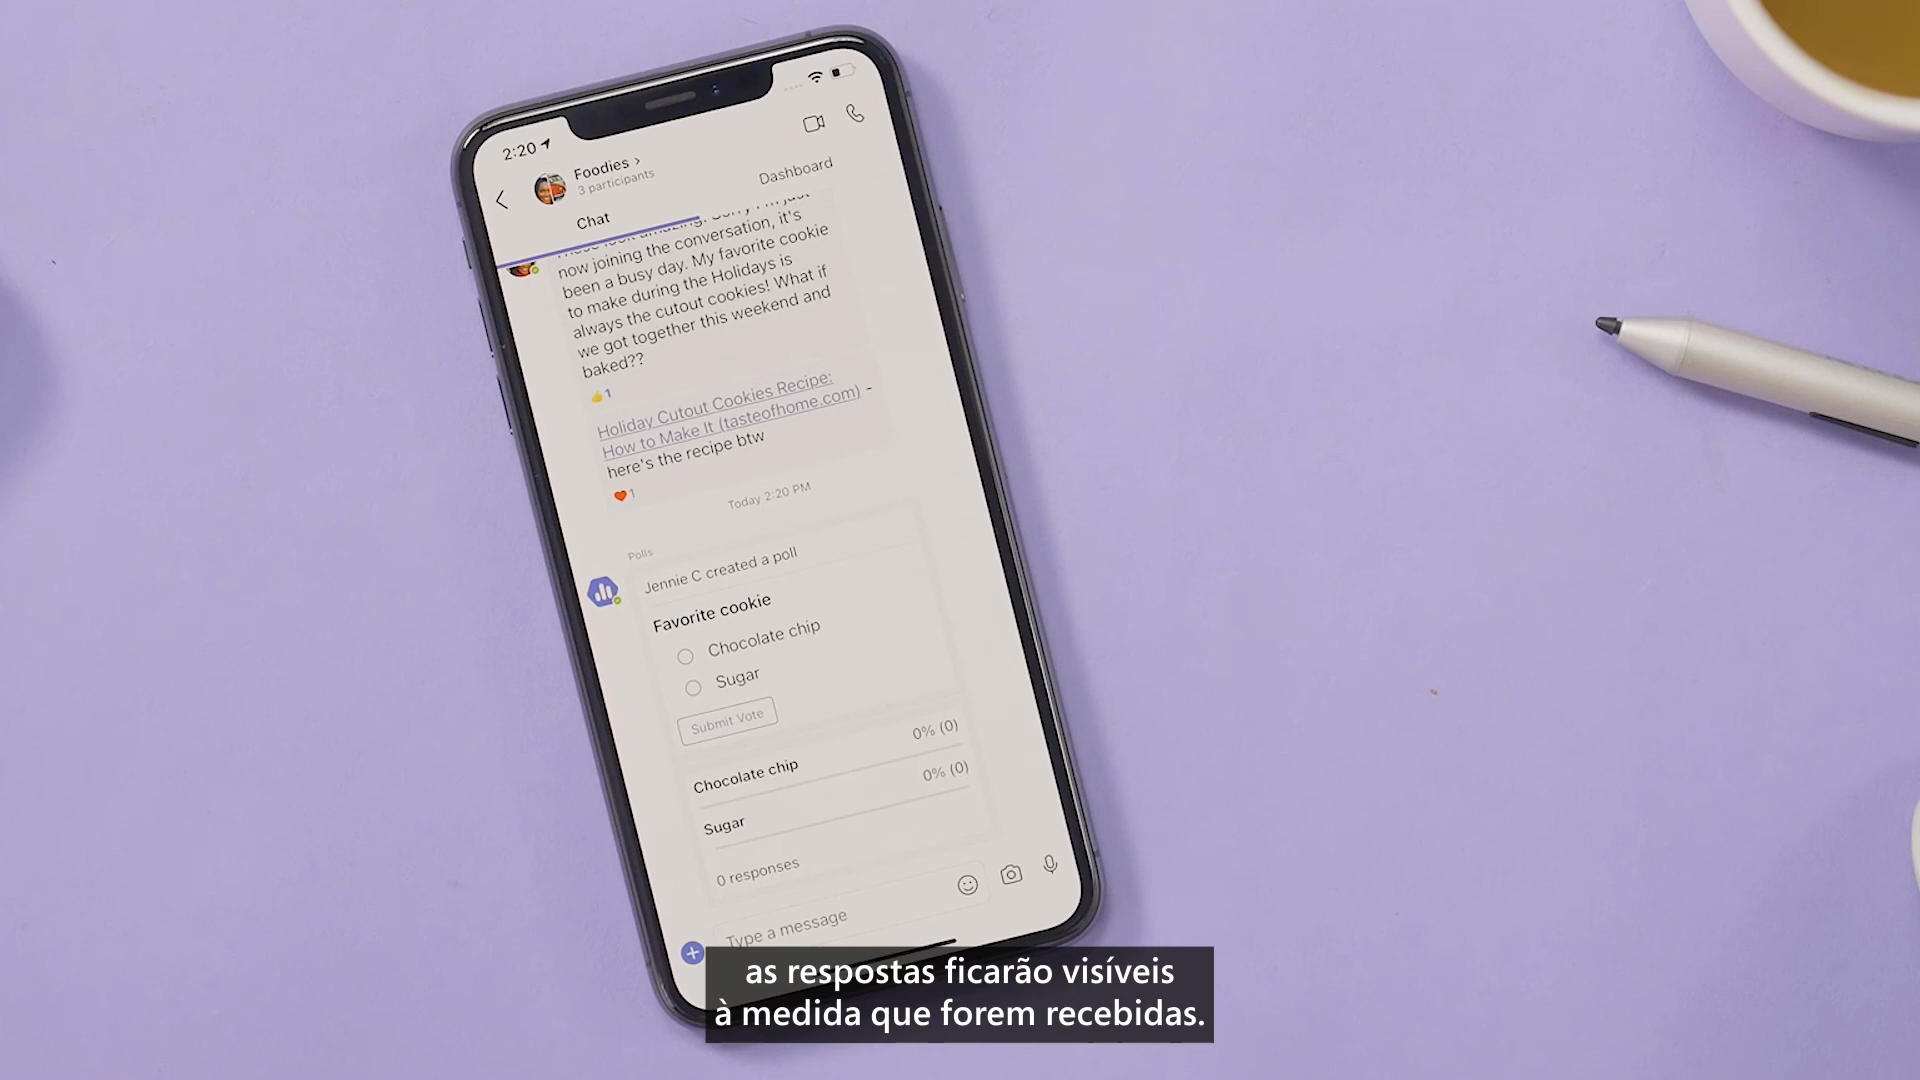 2:20
Foodies >
3 participants
Dashboard
Chat
now joining the conversation, it's
been a busy day. My favorite cookie
to make during the Holidays is
always the cutout cookies! What if
we got together this weekend and
baked??
1
Holiday Cutout Cookies Recipe:
How to Make It (tasteofhome.com) -
here's the recipe btw
1
Today 2:20 PM
Polls
Jennie C created a poll
Favorite cookie
Chocolate chip
Sugar
Submit Vote
Chocolate chip 0% (0)
Sugar 0% (0)
0 responses
Type a message
as respostas ficarão visíveis
à medida que forem recebidas.